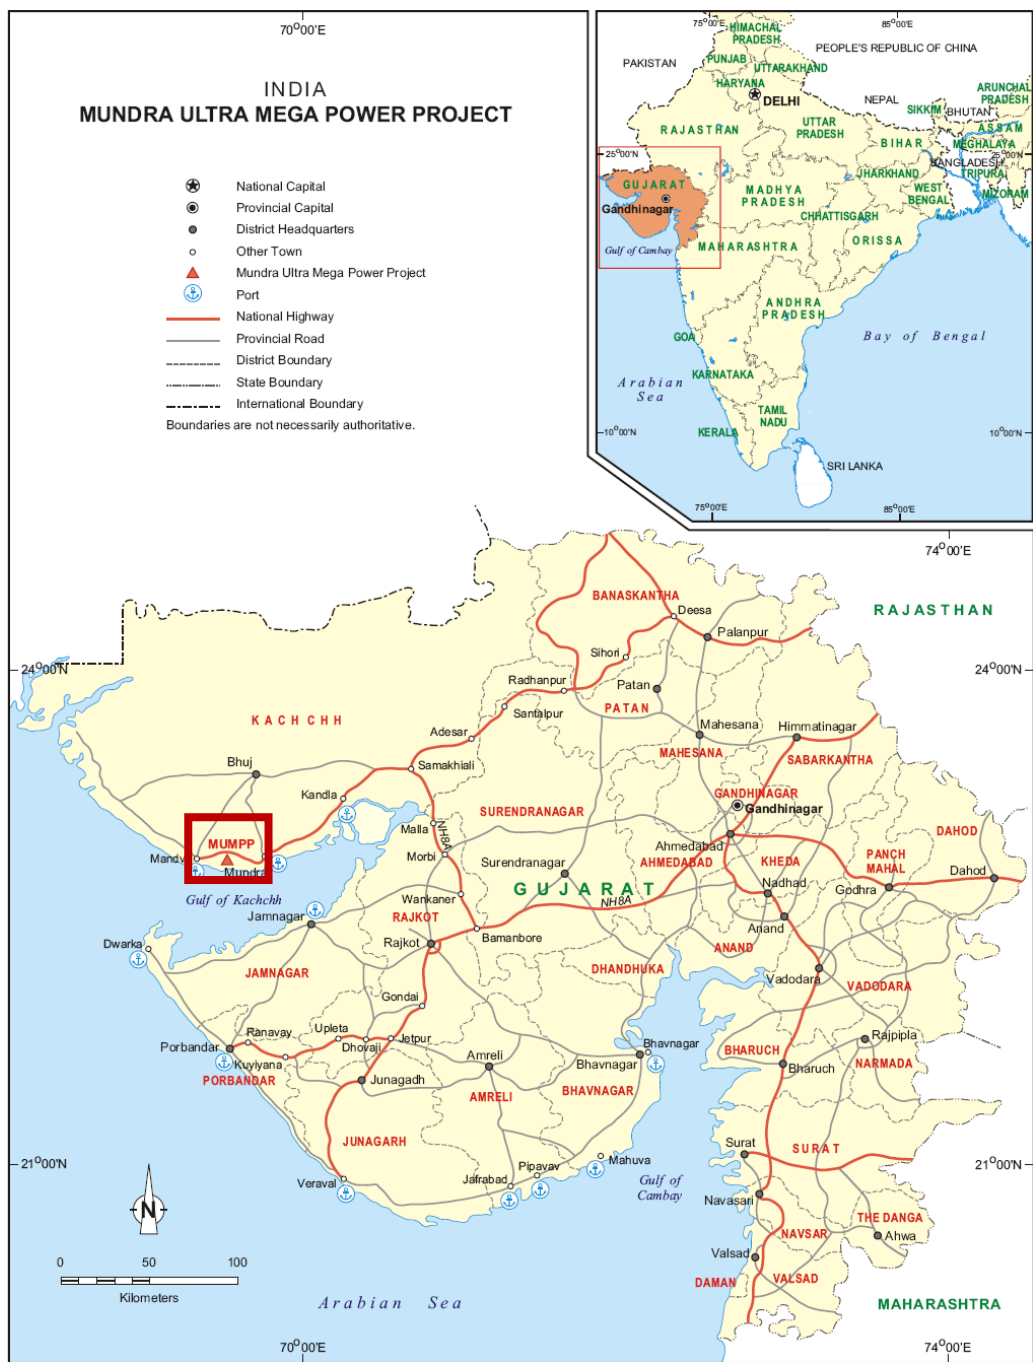 70°00'E
INDIA
MUNDRA ULTRA MEGA POWER PROJECT
National Capital
Provincial Capital
District Headquarters
Other Town
Mundra Ultra Mega Power Project
Port
National Highway
Provincial Road
District Boundary
State Boundary
International Boundary
Boundaries are not necessarily authoritative.
75°00'E
85°00'E
HIMACHAL
PRADESH
PEOPLE'S REPUBLIC OF CHINA
PUNJAB
PAKISTAN
UTTARAKHAND
HARYANA
DELHI
NEPAL
ARUNCHAL
PRADESH
SIKKIM
BHUTAN
RAJASTHAN
UTTAR
PRADESH
ASSAM
BIHAR
MEGHALAYA
25°00'N
25°00'N
BANGLADESH
GUJARAT
JHARKHAND
TRIPURA
Gandhinagar
MADHYA
PRADESH
WEST
BENGAL
MIZORAM
CHHATTISGARH
Gulf of Cambay
MAHARASHTRA
ORISSA
ANDHRA
PRADESH
GOA
Bay of Bengal
KARNATAKA
Arabian
Sea
TAMIL
NADU
KERALA
10°00'N
10°00'N
SRI LANKA
75°00'E
85°00'E
74°00'E
BANASKANTHA
Deesa
RAJASTHAN
Palanpur
Sihori
24°00'N
24°00'N
Radhanpur
Patan
Santalpur
PATAN
KACHCHH
Adesar
Mahesana
Himmatinagar
MAHESANA
SABARKANTHA
Bhuj
Samakhiali
Kandla
GANDHINAGAR
Gandhinagar
SURENDRANAGAR
Malla
NH8A
DAHOD
MUMPP
Mandv
Mundra
Morbi
Ahmedabad
AHMEDABAD
KHEDA
PANCH
MAHAL
Surendranagar
Dahod
GUJARAT
Nadhad
Godhra
Gulf of Kachchh
Wankaner
NH8A
Jamnagar
RAJKOT
Anand
Bamanbore
Dwarka
Rajkot
ANAND
JAMNAGAR
DHANDHUKA
Vadodara
VADODARA
Gondai
Upleta
Ranavay
Jetpur
Rajpipla
Porbandar
Dhovaji
Bhavnagar
Kuyiyana
Amreli
Bhavnagar
BHARUCH
NARMADA
PORBANDAR
Junagadh
Bharuch
AMRELI
BHAVNAGAR
JUNAGARH
Surat
SURAT
21°00'N
21°00'N
Mahuva
Pipavav
Veraval
Jafrabad
Gulf of
Cambay
Navasari
N
THE DANGA
NAVSAR
Ahwa
Valsad
0 50 100
Kilometers
DAMAN
VALSAD
Arabian Sea
MAHARASHTRA
70°00'E
74°00'E